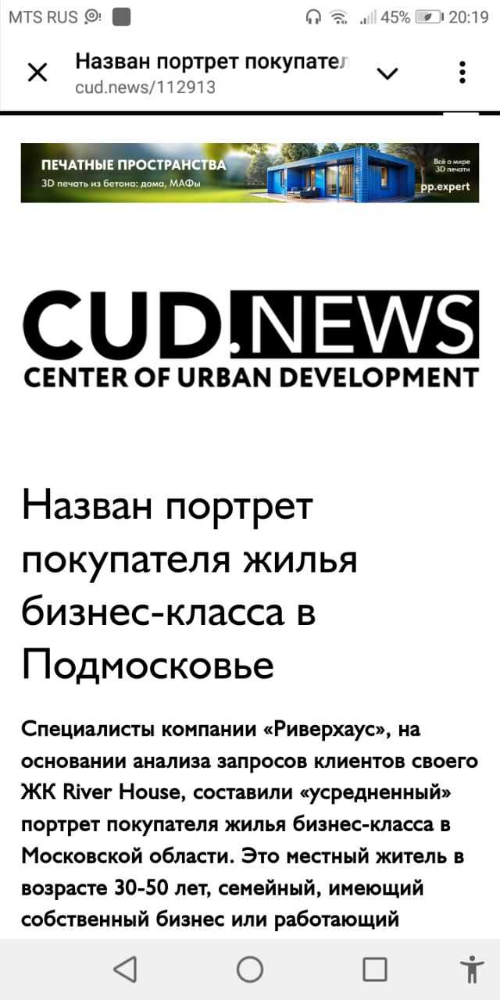 MTS RUS 45% 20:19
Назван портрет покупател
cud.news/112913
ПЕЧАТНЫЕ ПРОСТРАНСТВА
3D печать из бетона: дома, МАФы
Всё о мире
3D печати
pp.expert
CUD.NEWS
CENTER OF URBAN DEVELOPMENT
Назван портрет
покупателя жилья
бизнес-класса в
Подмосковье
Специалисты компании «Риверхаус», на
основании анализа запросов клиентов своего
ЖК River House, составили «усредненный»
портрет покупателя жилья бизнес-класса в
Московской области. Это местный житель в
возрасте 30-50 лет, семейный, имеющий
собственный бизнес или работающий